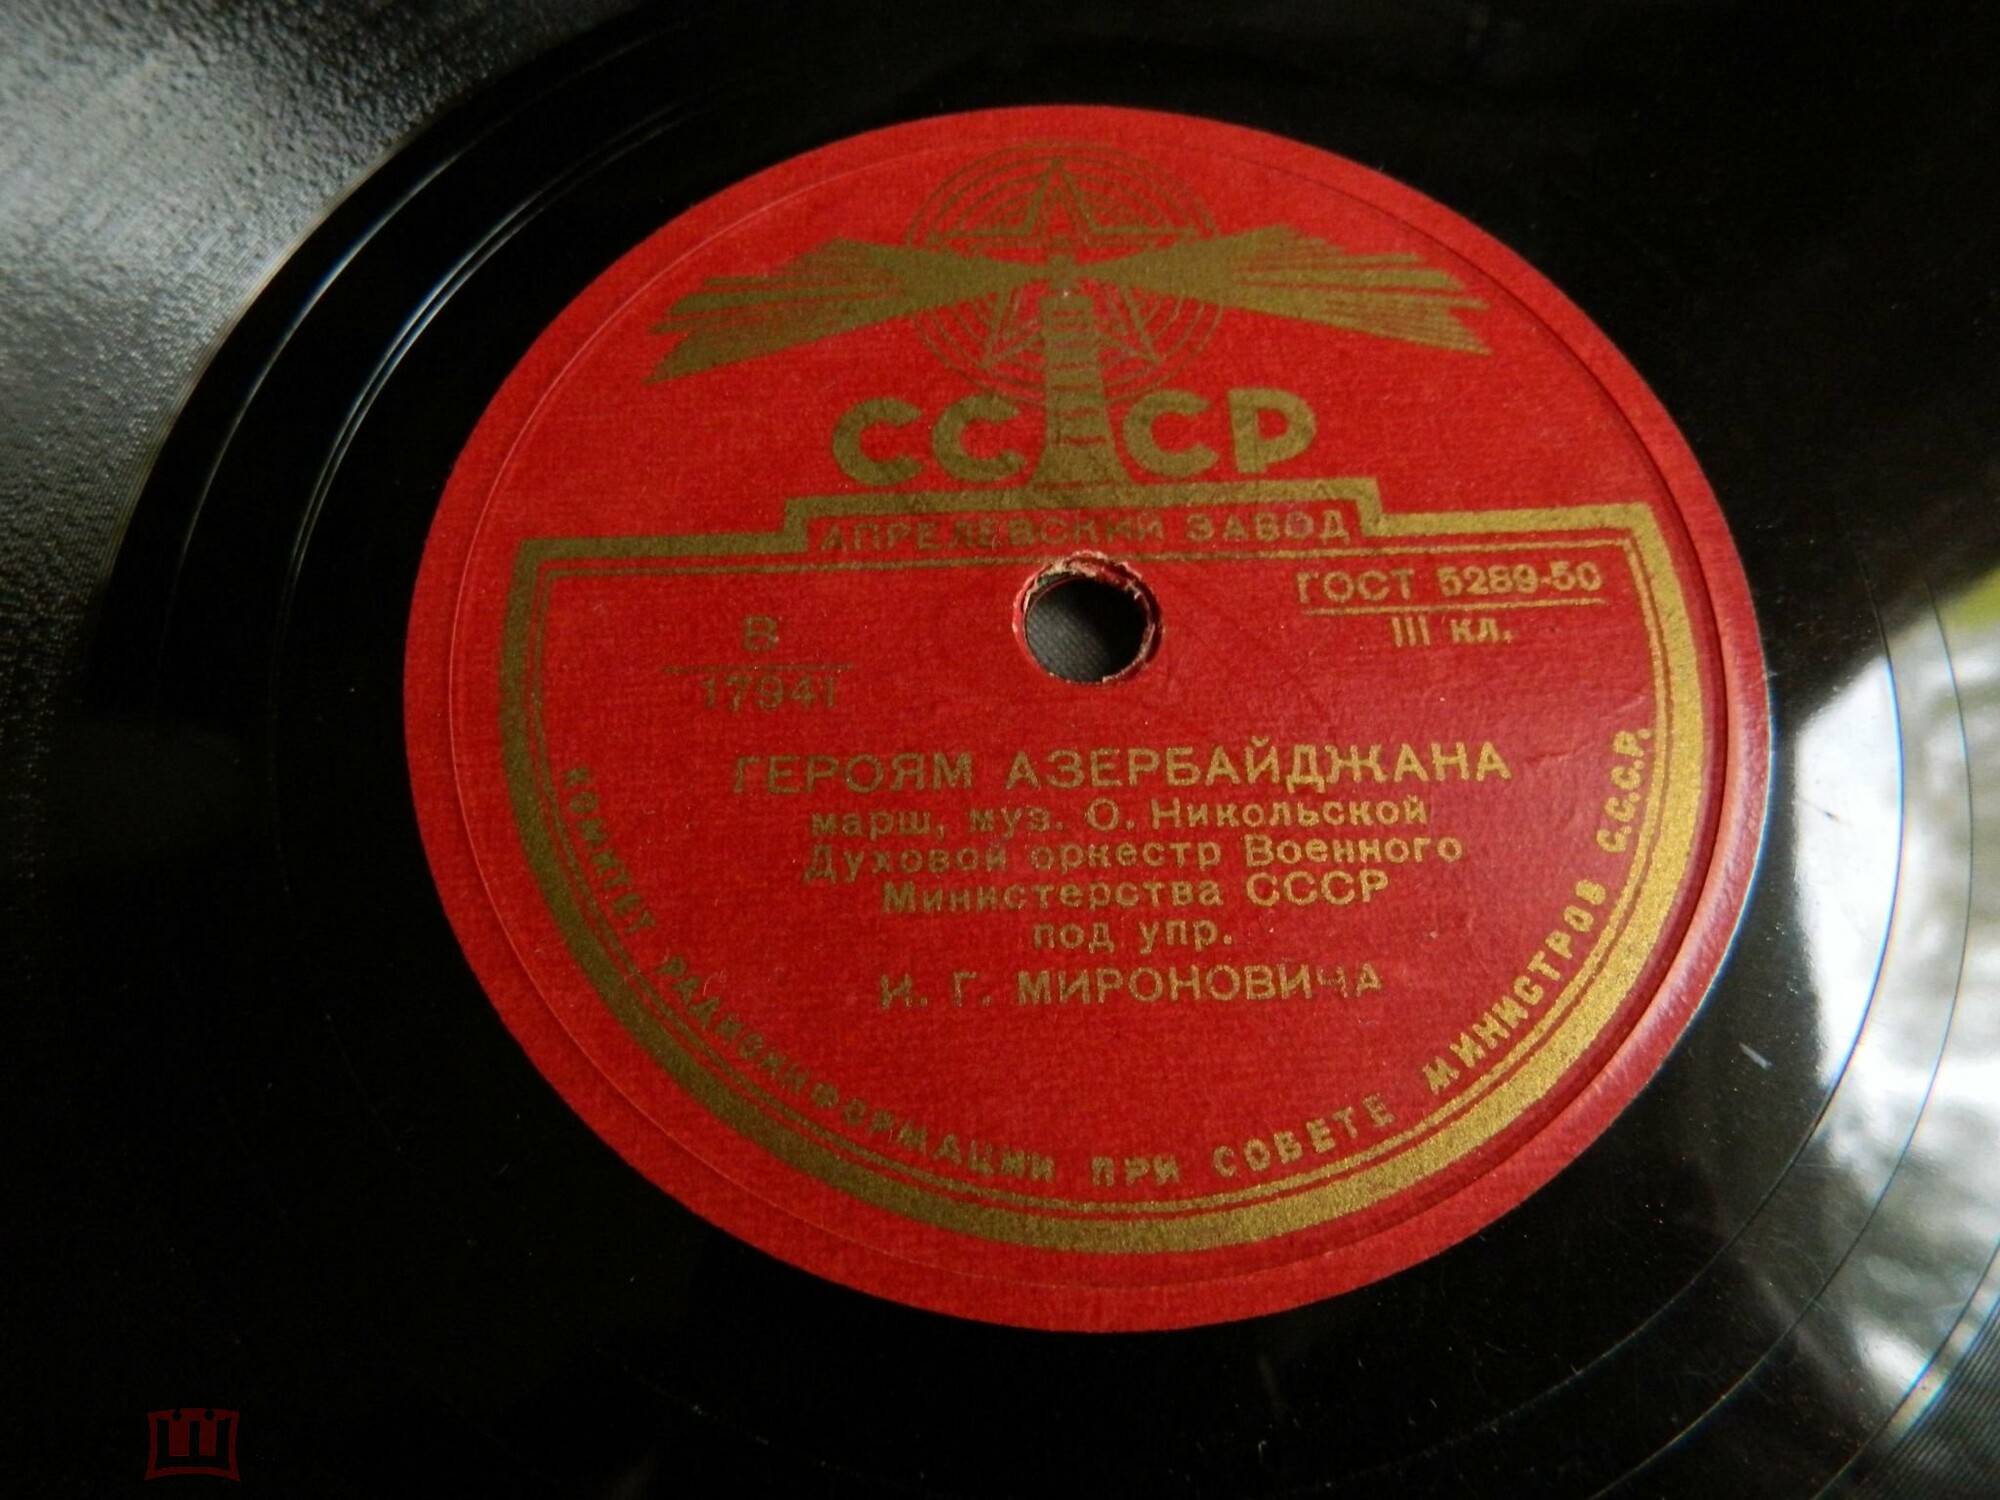 СССР
АПРЕЛЕВСКИЙ ЗАВОД
ГОСТ 5289-50
III кл.
В
17941
ГЕРОЯМ АЗЕРБАЙДЖАНА
марш, муз. О. Никольской
Духовой оркестр Военного
Министерства СССР
под упр.
И. Г. МИРОНОВИЧА
КОМИТЕТ РАДИОИНФОРМАЦИИ ПРИ СОВЕТЕ МИНИСТРОВ С.С.С.Р.